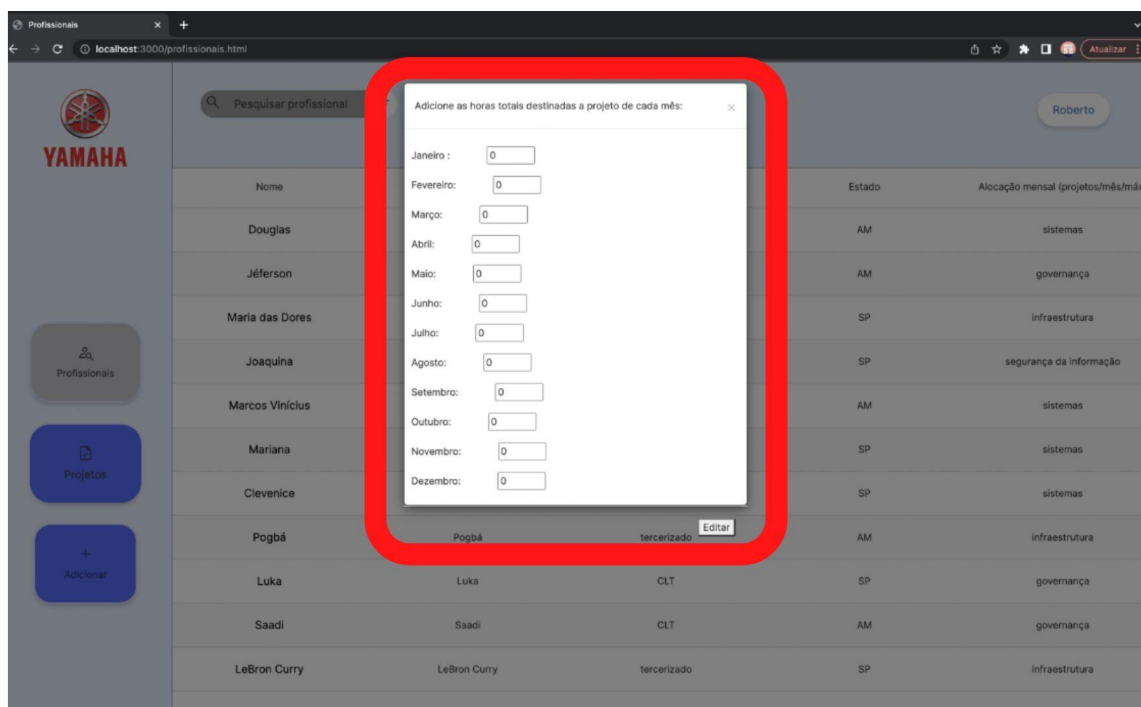 Profissionais
localhost:3000/profissionais.html
Atualizar
YAMAHA
Pesquisar profissional
Roberto
Adicione as horas totais destinadas a projeto de cada mês:
Janeiro : 0
Fevereiro: 0
Março: 0
Abril: 0
Maio: 0
Junho: 0
Julho: 0
Agosto: 0
Setembro: 0
Outubro: 0
Novembro: 0
Dezembro: 0
Editar
Profissionais
Projetos
Adicionar
Nome Estado Alocação mensal (projetos/mês/
Douglas AM sistemas
Jéferson AM governança
Maria das Dores SP infraestrutura
Joaquina SP segurança da informação
Marcos Vinícius AM sistemas
Mariana SP sistemas
Clevenice SP sistemas
Pogbá Pogbá tercerizado AM infraestrutura
Luka Luka CLT SP governança
Saadi Saadi CLT AM governança
LeBron Curry LeBron Curry tercerizado SP infraestrutura